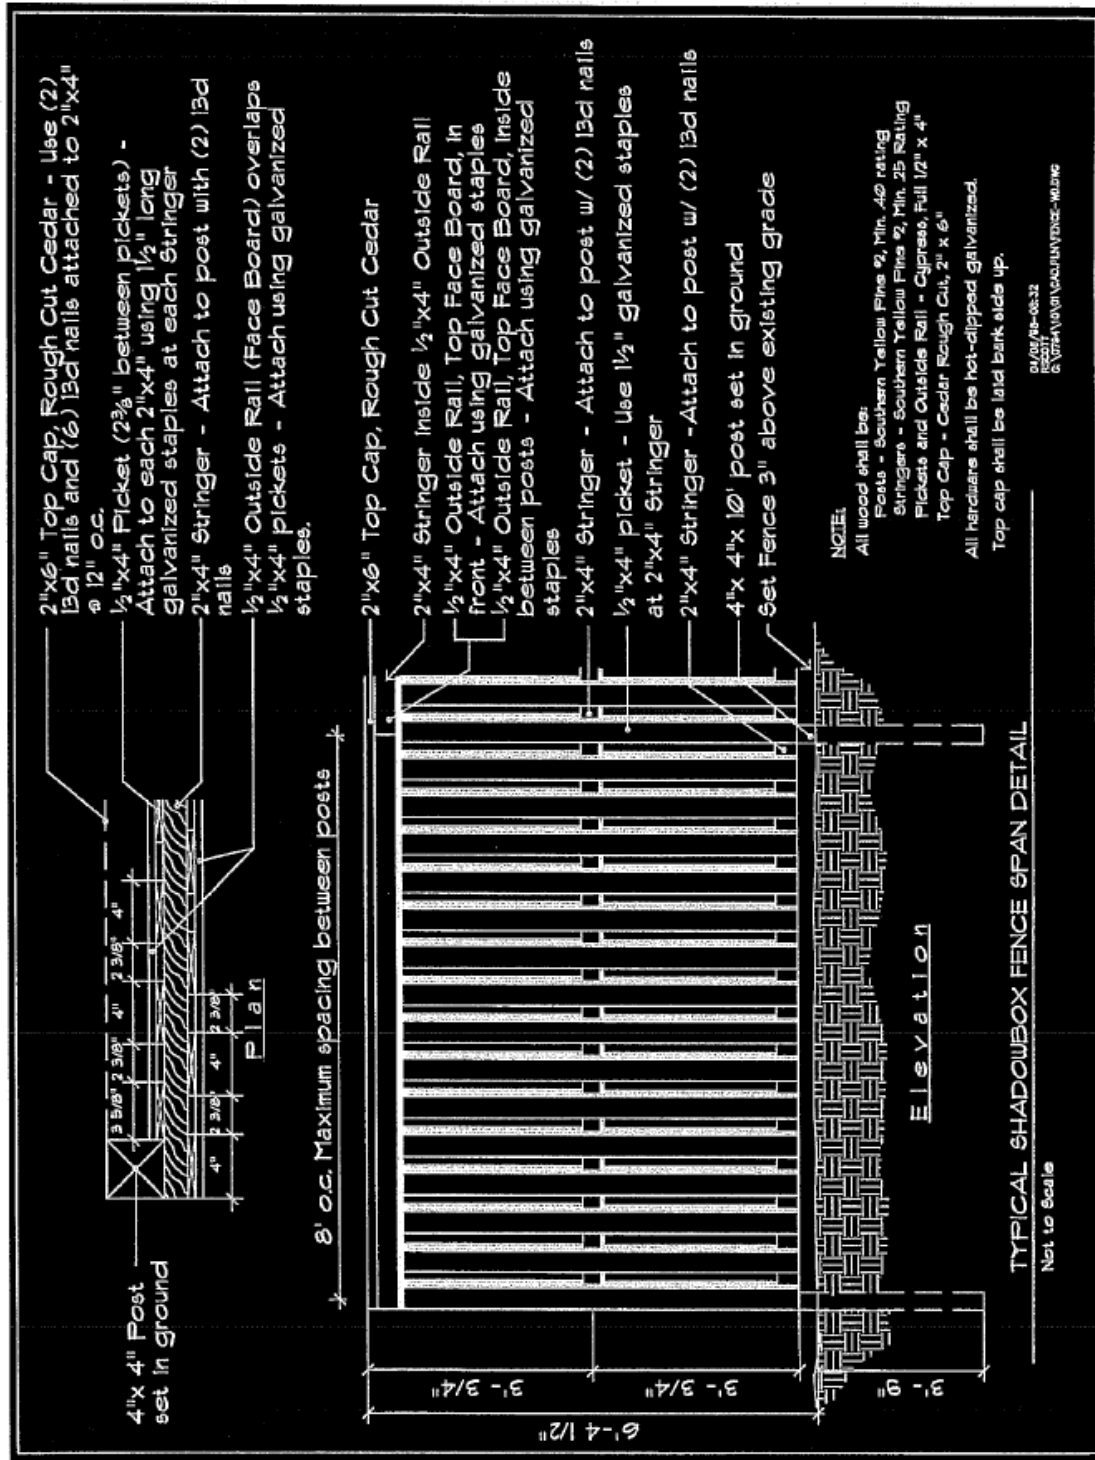 2"x6" Top Cap, Rough Cut Cedar - Use (2)
13d nails and (6) 13d nails attached to 2"x4"
@ 12" o.c.
1/2"x4" Picket (2 3/8" between pickets) -
Attach to each 2"x4" using 1 1/2" long
galvanized staples at each Stringer
2"x4" Stringer - Attach to post with (2) 13d
nails
1/2"x4" Outside Rail (Face Board) overlaps
1/2"x4" pickets - Attach using galvanized
staples.
4"x 4" Post
set in ground
3 5/8" 2 3/8" 4" 2 3/8" 4"
4" 2 3/8" 4" 2 3/8"
Plan
2"x6" Top Cap, Rough Cut Cedar
2"x4" Stringer Inside 1/2"x4" Outside Rail
1/2"x4" Outside Rail, Top Face Board, in
front - Attach using galvanized staples
1/2"x4" Outside Rail, Top Face Board, Inside
between posts - Attach using galvanized
staples
2"x4" Stringer - Attach to post w/ (2) 13d nails
1/2"x4" picket - Use 1 1/2" galvanized staples
at 2"x4" Stringer
2"x4" Stringer -Attach to post w/ (2) 13d nails
4"x 4"x 10' post set in ground
Set Fence 3" above existing grade
8' o.c. Maximum spacing between posts
3'- 3/4"
3'- 3/4"
6'-4 1/2"
3'- 9"
Elevation
NOTE:
All wood shall be:
Posts - Southern Yellow Pine #2, Min. .40 rating
Stringers - Southern Yellow Pine #2, Min. .25 Rating
Pickets and Outside Rail - Cypress, Full 1/2" x 4"
Top Cap - Cedar Rough Cut, 2" x 6"
All hardware shall be hot-dipped galvanized.
Top cap shall be laid bark side up.
TYPICAL SHADOWBOX FENCE SPAN DETAIL
Not to Scale
04/08/98-08:32
RSCOTT